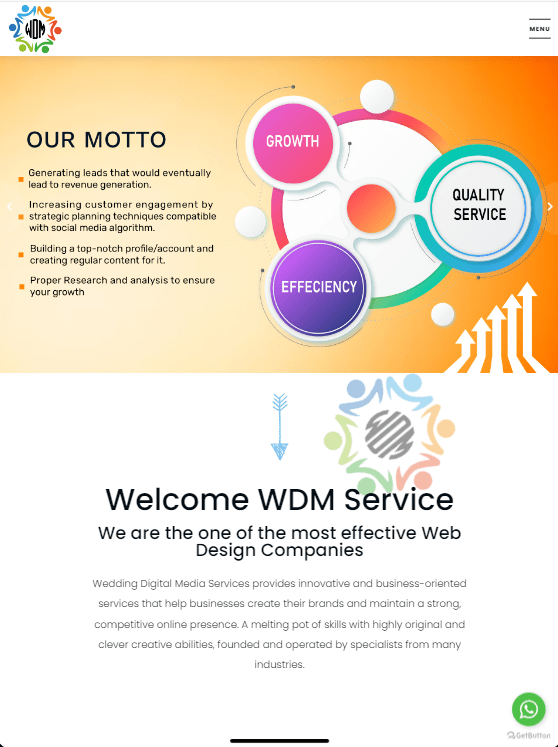 WDM
MENU
OUR MOTTO
Generating leads that would eventually
lead to revenue generation.
Increasing customer engagement by
strategic planning techniques compatible
with social media algorithm.
Building a top-notch profile/account and
creating regular content for it.
Proper Research and analysis to ensure
your growth
GROWTH
QUALITY
SERVICE
EFFECIENCY
WDM
Welcome WDM Service
We are the one of the most effective Web
Design Companies
Wedding Digital Media Services provides innovative and business-oriented
services that help businesses create their brands and maintain a strong,
competitive online presence. A melting pot of skills with highly original and
clever creative abilities, founded and operated by specialists from many
industries.
GetButton